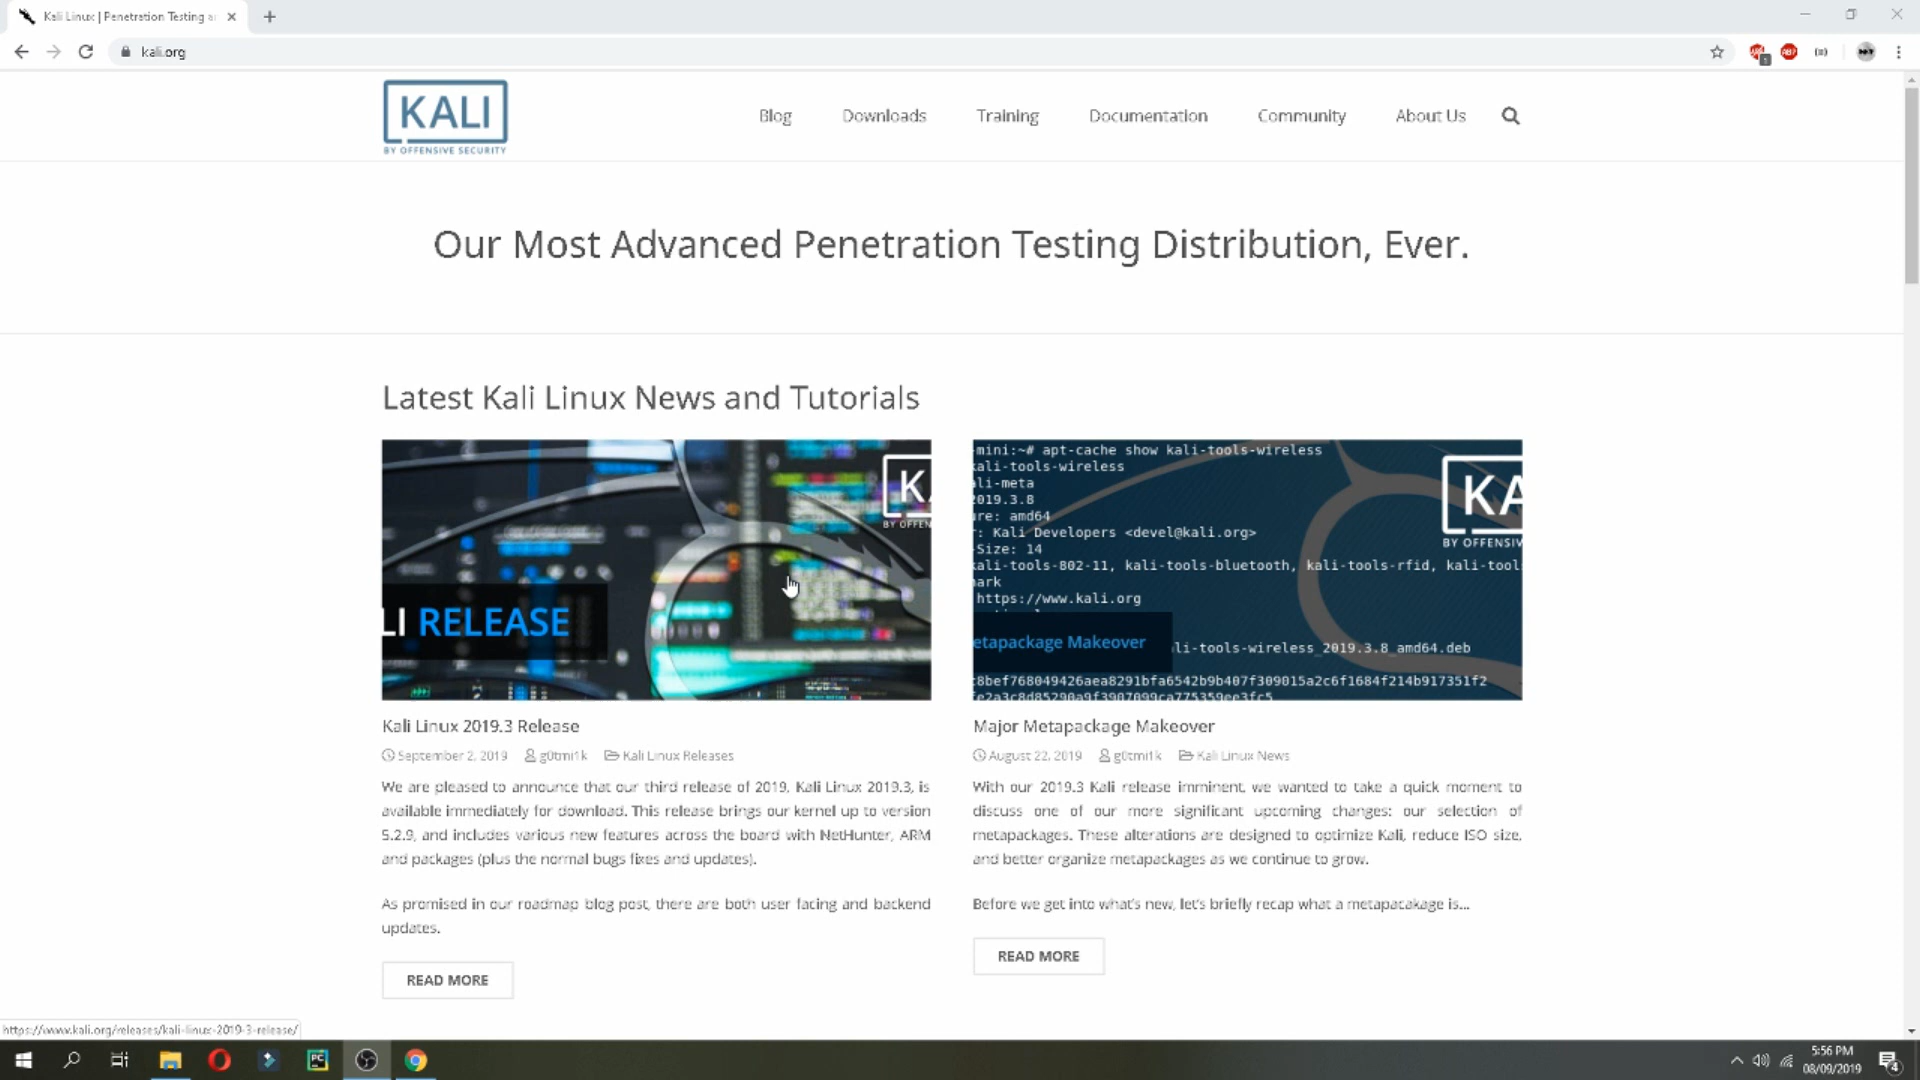 Kali Linux | Penetration Testing a
kali.org
KALI
BY OFFENSIVE SECURITY
Blog
Downloads
Training
Documentation
Community
About Us
Our Most Advanced Penetration Testing Distribution, Ever.
Latest Kali Linux News and Tutorials
KA
BY OFFEN
LI RELEASE
Kali Linux 2019.3 Release
September 2, 2019 g0tmi1k Kali Linux Releases
We are pleased to announce that our third release of 2019, Kali Linux 2019.3, is
available immediately for download. This release brings our kernel up to version
5.2.9, and includes various new features across the board with NetHunter, ARM
and packages (plus the normal bugs fixes and updates).
As promised in our roadmap blog post, there are both user facing and backend
updates.
READ MORE
-mini:~# apt-cache show kali-tools-wireless
kali-tools-wireless
ali-meta
2019.3.8
ure: amd64
r: Kali Developers <devel@kali.org>
-Size: 14
kali-tools-802-11, kali-tools-bluetooth, kali-tools-rfid, kali-tool
ark
https://www.kali.org
KA
BY OFFENSIV
etapackage Makeover
li-tools-wireless_2019.3.8_amd64.deb
c8bef768049426aea8291bfa6542b9b407f309015a2c6f1684f214b917351f2
fe2a3c8d85290a9f3907099ca775359ee3fc5
Major Metapackage Makeover
August 22, 2019 g0tmi1k Kali Linux News
With our 2019.3 Kali release imminent, we wanted to take a quick moment to
discuss one of our more significant upcoming changes: our selection of
metapackages. These alterations are designed to optimize Kali, reduce ISO size,
and better organize metapackages as we continue to grow.
Before we get into what's new, let's briefly recap what a metapacakage is...
READ MORE
https://www.kali.org/releases/kali-linux-2019-3-release/
5:56 PM
08/09/2019